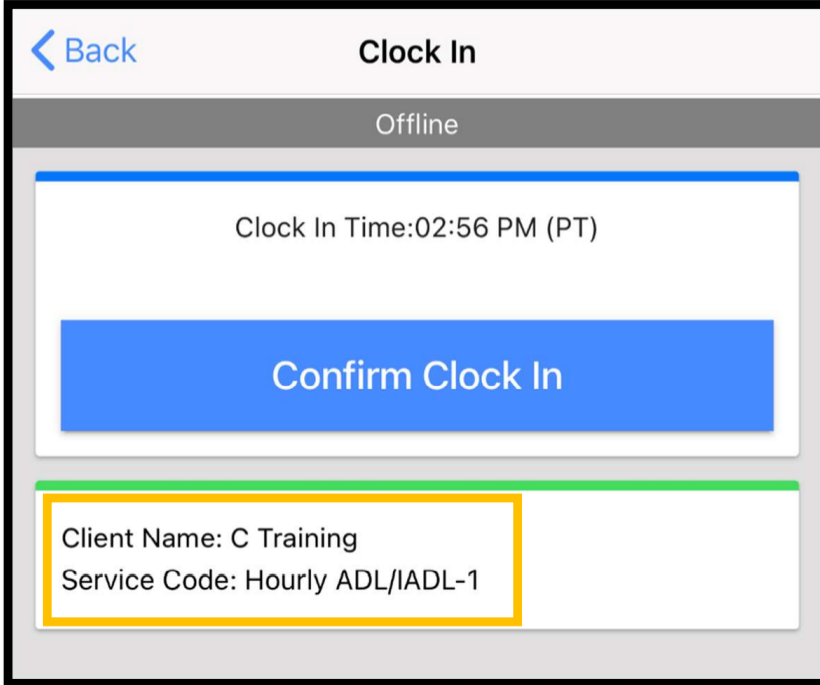 Back
Clock In
Offline
Clock In Time:02:56 PM (PT)
Confirm Clock In
Client Name: C Training
Service Code: Hourly ADL/IADL-1